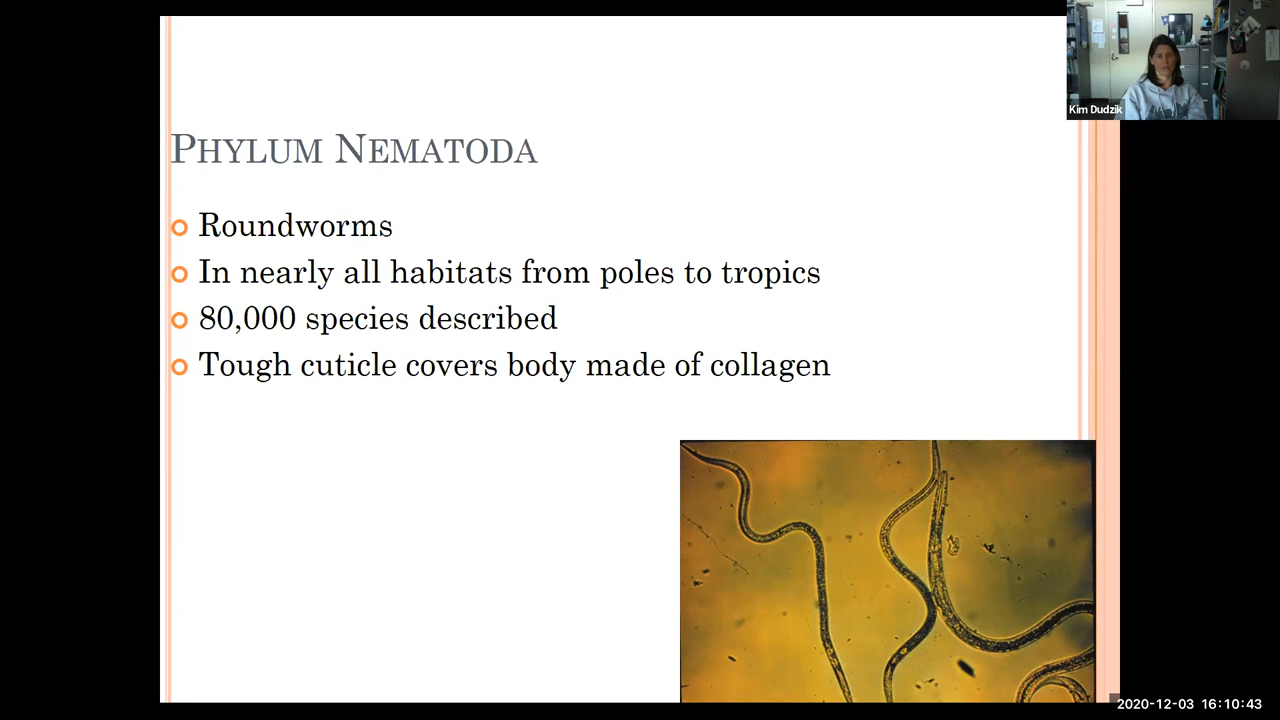 Kim Dudzik
PHYLUM NEMATODA
Roundworms
In nearly all habitats from poles to tropics
80,000 species described
Tough cuticle covers body made of collagen
2020-12-03 16:10:43